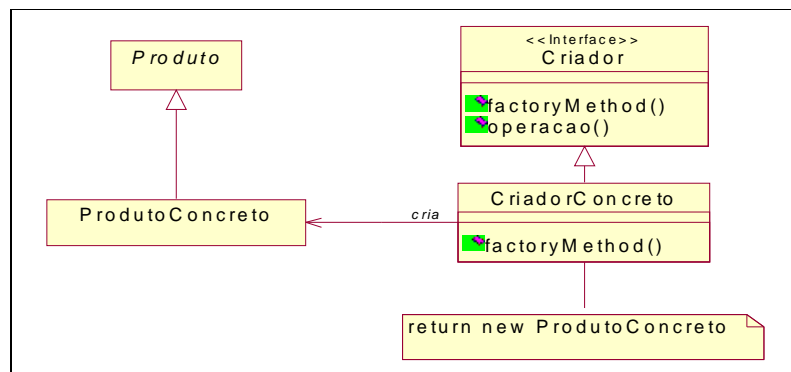 Produto
<<Interface>>
Criador
factoryMethod()
operacao()
ProdutoConcreto
cria
CriadorConcreto
factoryMethod()
return new ProdutoConcreto